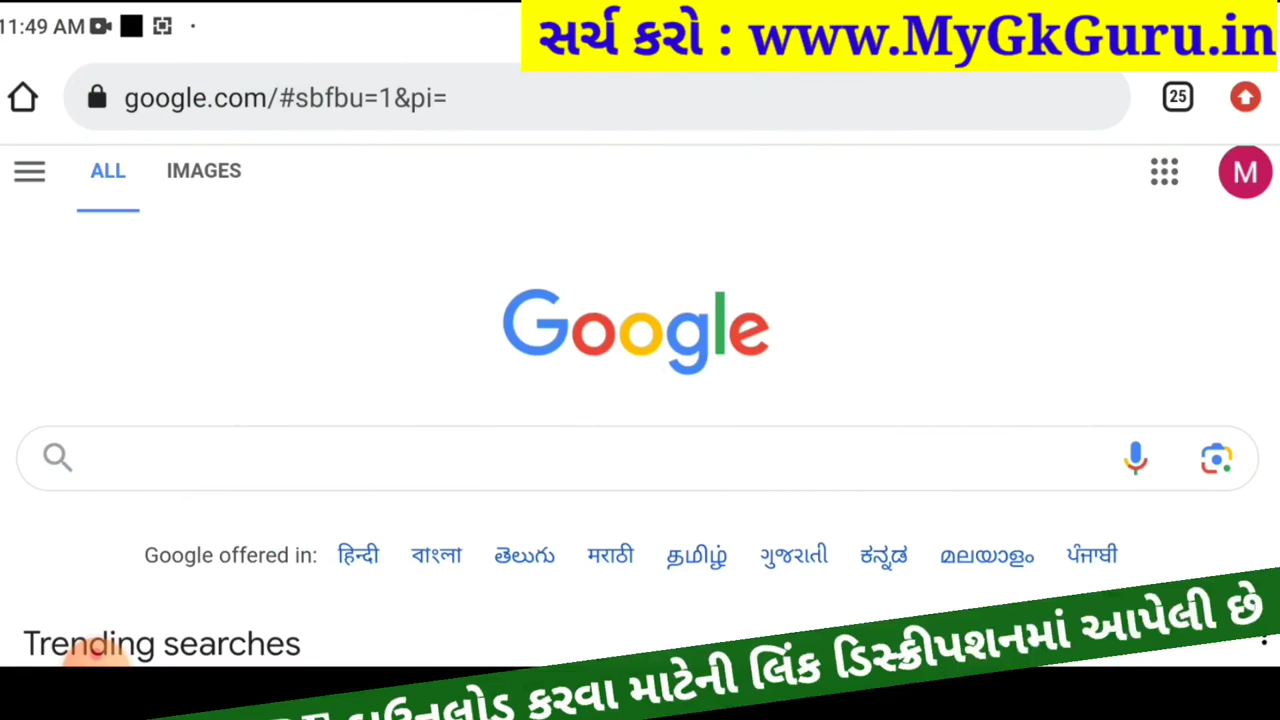 સર્ચ કરો : www.MyGkGuru.in
11:49 AM
google.com/#sbfbu=1&pi=
25
ALL IMAGES
M
Google
Google offered in: हिन्दी বাংলা తెలుగు मराठी தமிழ் ગુજરાતી ಕನ್ನಡ മലയാളം ਪੰਜਾਬੀ
Trending searches
કરવા માટેની લિંક ડિસ્ક્રીપશનમાં આપેલી છે